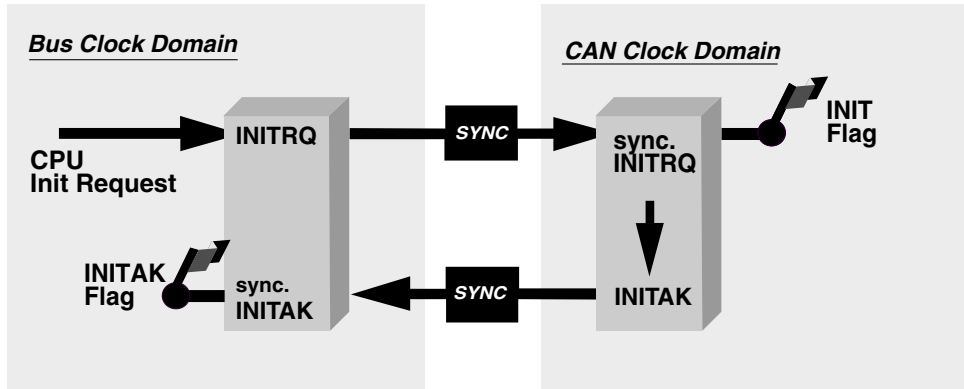 Bus Clock Domain
CAN Clock Domain
CPU
Init Request
INITRQ
SYNC
sync.
INITRQ
INIT
Flag
INITAK
Flag
sync.
INITAK
SYNC
INITAK